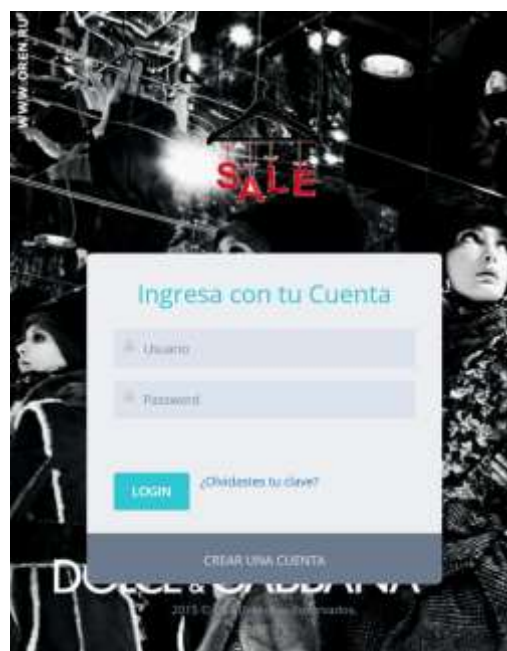 WWW.OREN.RU
SALE
Ingresa con tu Cuenta
Usuario
Password
LOGIN
¿Olvidastes tu clave?
CREAR UNA CUENTA
DOLCE & GABBANA
2015 ©